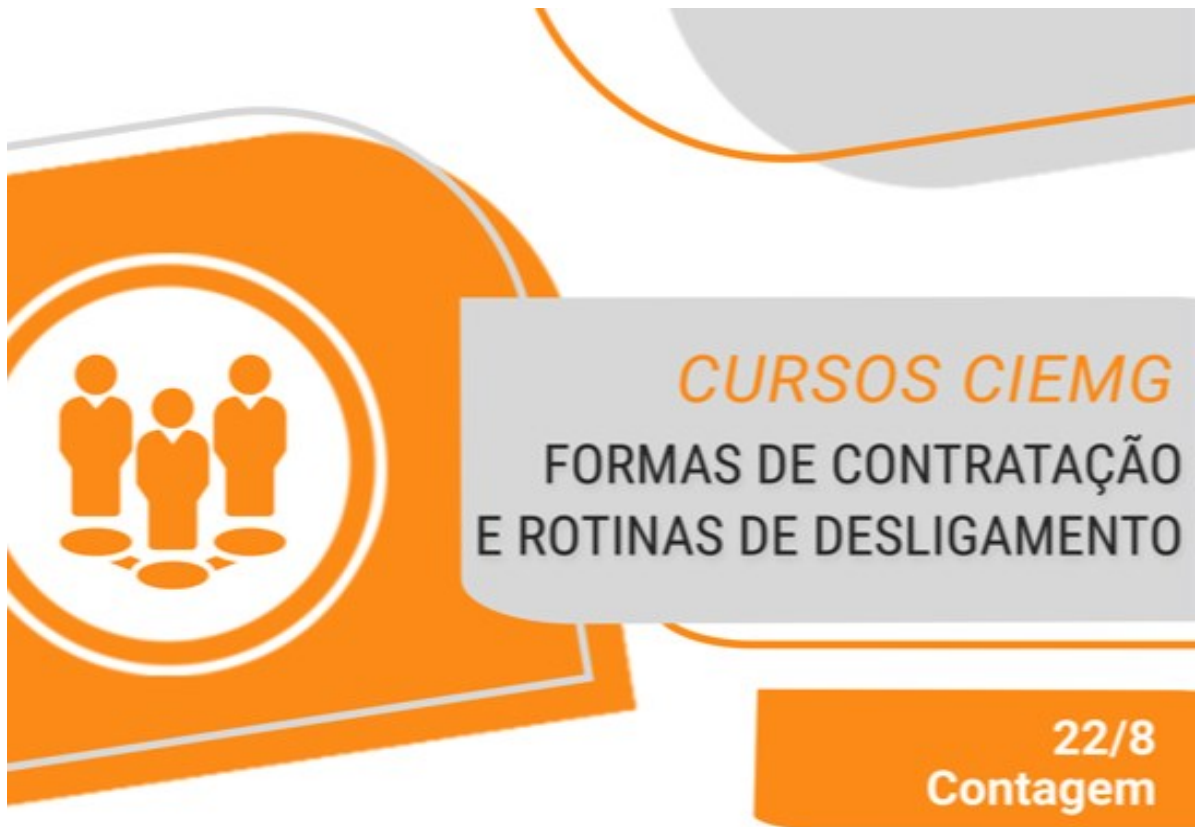 CURSOS CIEMG
FORMAS DE CONTRATAÇÃO
E ROTINAS DE DESLIGAMENTO
22/8
Contagem